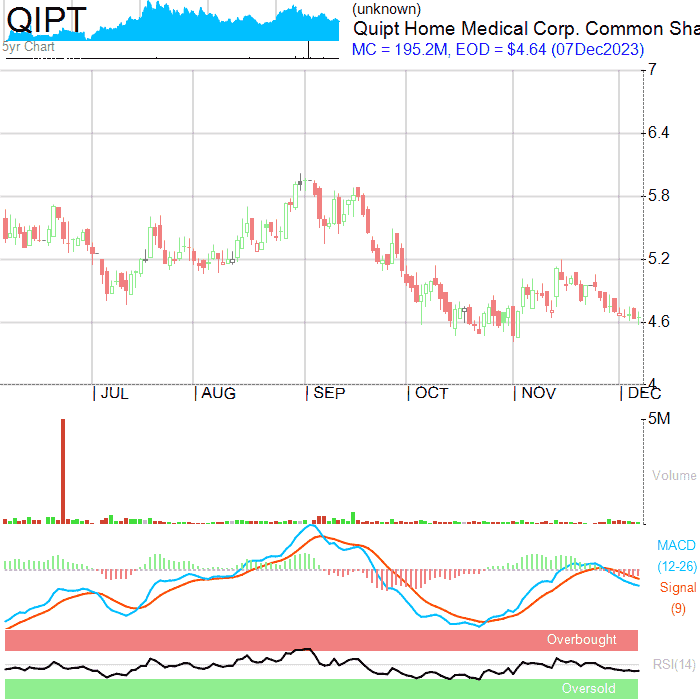 QIPT
5yr Chart
(unknown)
Quipt Home Medical Corp. Common Sha
MC = 195.2M, EOD = $4.64 (07Dec2023)
7
6.4
5.8
5.2
4.6
4
JUL AUG SEP OCT NOV DEC
5M
Volume
MACD
(12-26)
Signal
(9)
Overbought
RSI(14)
Oversold